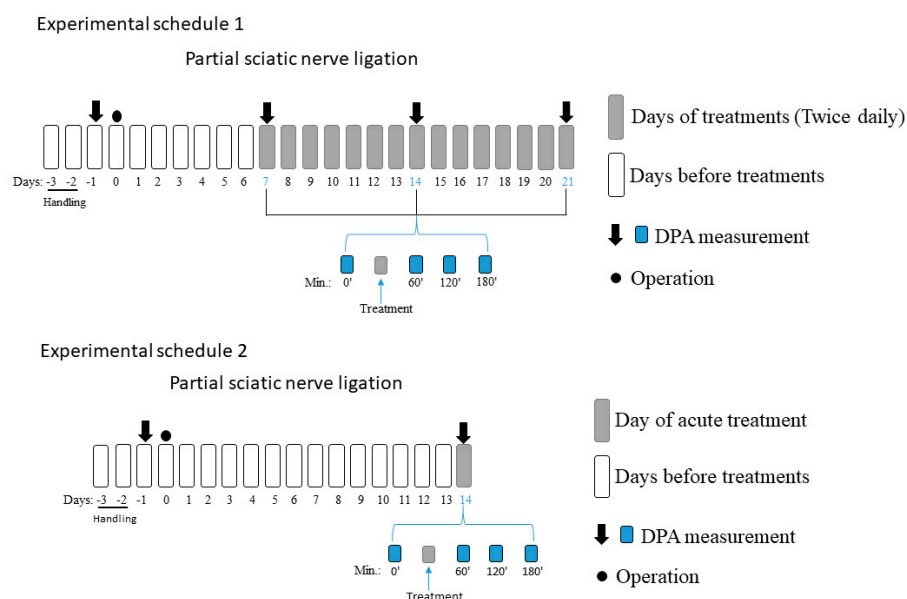 Experimental schedule 1
Partial sciatic nerve ligation
Days: -3 -2 -1 0 1 2 3 4 5 6 7 8 9 10 11 12 13 14 15 16 17 18 19 20 21
Handling
Min.: 0' 60' 120' 180'
Treatment
Days of treatments (Twice daily)
Days before treatments
DPA measurement
Operation
Experimental schedule 2
Partial sciatic nerve ligation
Days: -3 -2 -1 0 1 2 3 4 5 6 7 8 9 10 11 12 13 14
Handling
Min.: 0' 60' 120' 180'
Treatment
Day of acute treatment
Days before treatments
DPA measurement
Operation